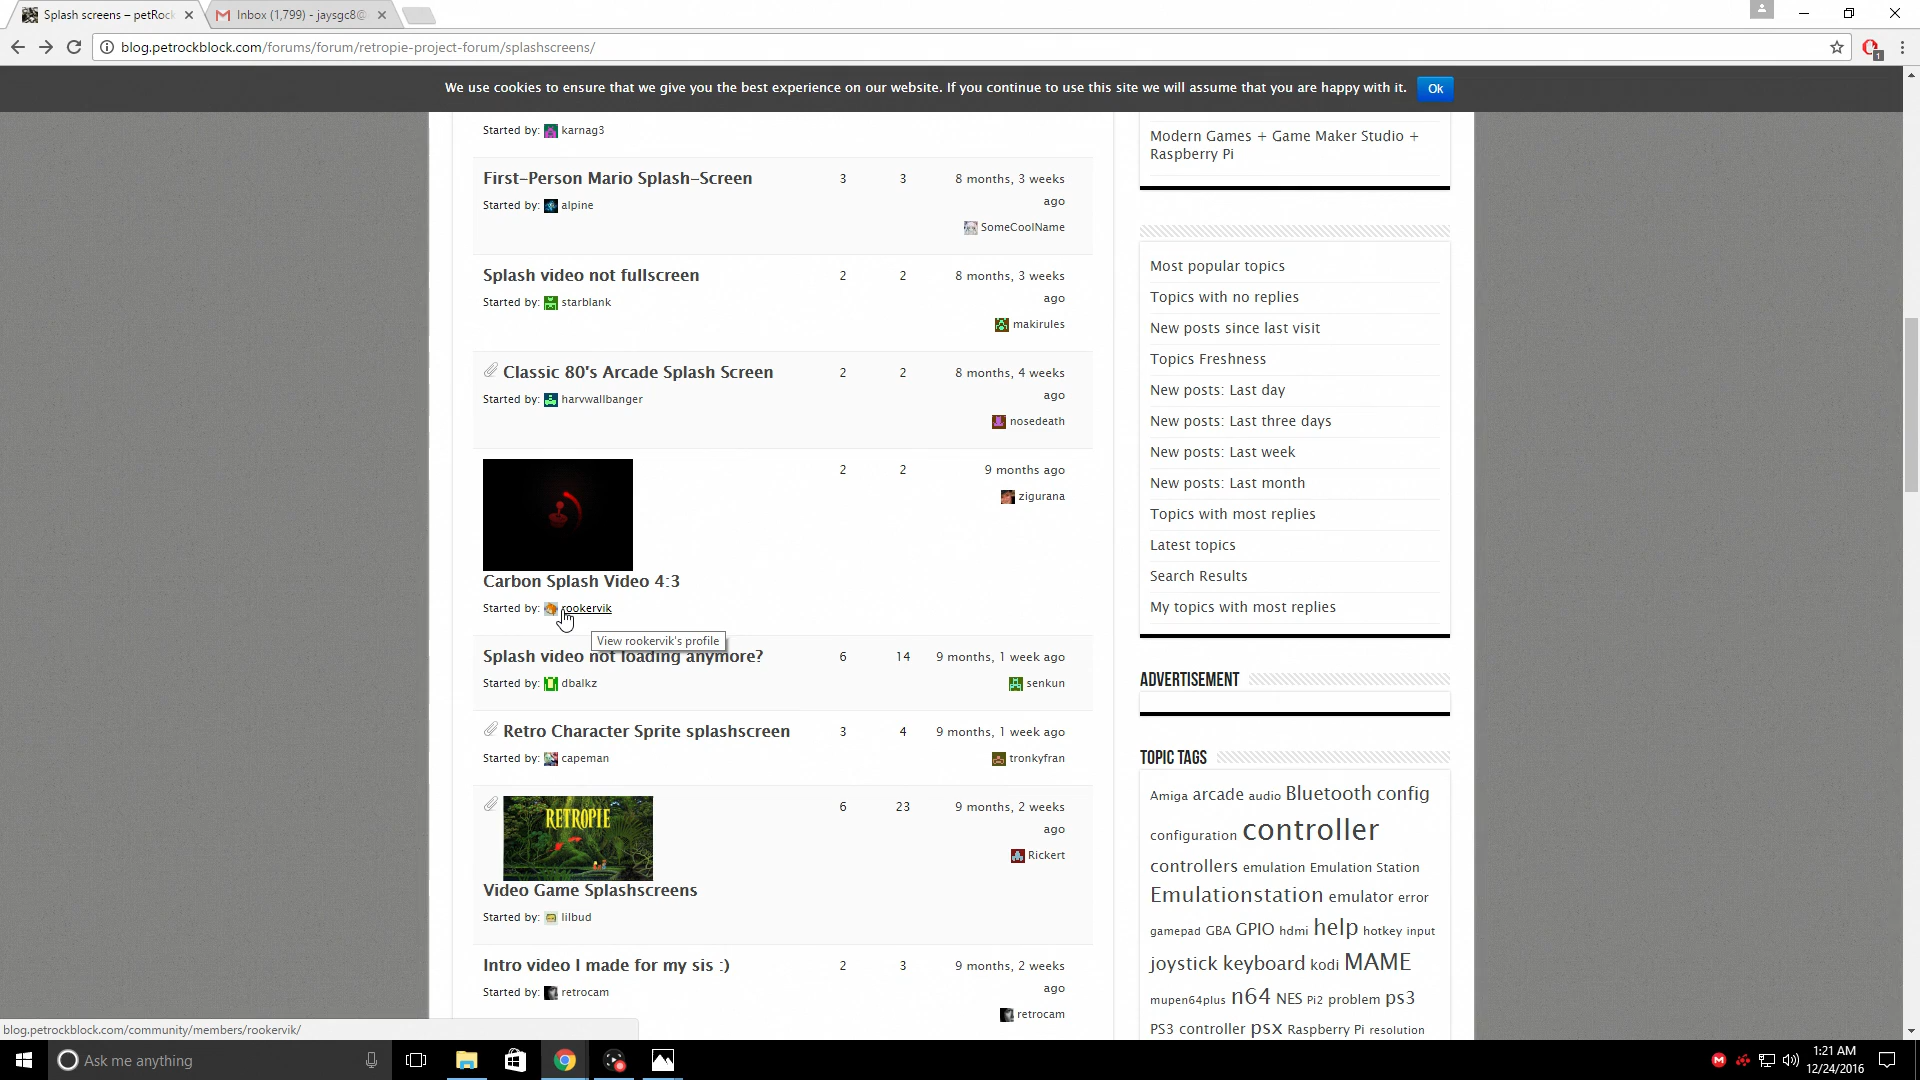 Splash screens – petRock
Inbox (1,799) - jaysgc8@
blog.petrockblock.com/forums/forum/retropie-project-forum/splashscreens/
1
We use cookies to ensure that we give you the best experience on our website. If you continue to use this site we will assume that you are happy with it.
Ok
Started by: karnag3
First-Person Mario Splash-Screen
3
3
8 months, 3 weeks
ago
Started by: alpine
SomeCoolName
Splash video not fullscreen
2
2
8 months, 3 weeks
ago
Started by: starblank
makirules
Classic 80's Arcade Splash Screen
2
2
8 months, 4 weeks
ago
Started by: harvwallbanger
nosedeath
2
2
9 months ago
zigurana
Carbon Splash Video 4:3
Started by: rookervik
View rookervik's profile
Splash video not loading anymore?
6
14
9 months, 1 week ago
Started by: dbalkz
senkun
Retro Character Sprite splashscreen
3
4
9 months, 1 week ago
Started by: capeman
tronkyfran
RETROPIE
6
23
9 months, 2 weeks
ago
Rickert
Video Game Splashscreens
Started by: lilbud
Intro video I made for my sis :)
2
3
9 months, 2 weeks
ago
Started by: retrocam
retrocam
Modern Games + Game Maker Studio +
Raspberry Pi
Most popular topics
Topics with no replies
New posts since last visit
Topics Freshness
New posts: Last day
New posts: Last three days
New posts: Last week
New posts: Last month
Topics with most replies
Latest topics
Search Results
My topics with most replies
ADVERTISEMENT
TOPIC TAGS
Amiga arcade audio Bluetooth config
configuration controller
controllers emulation Emulation Station
Emulationstation emulator error
gamepad GBA GPIO hdmi help hotkey input
joystick keyboard kodi MAME
mupen64plus n64 NES Pi2 problem ps3
PS3 controller psx Raspberry Pi resolution
blog.petrockblock.com/community/members/rookervik/
Ask me anything
1:21 AM
12/24/2016